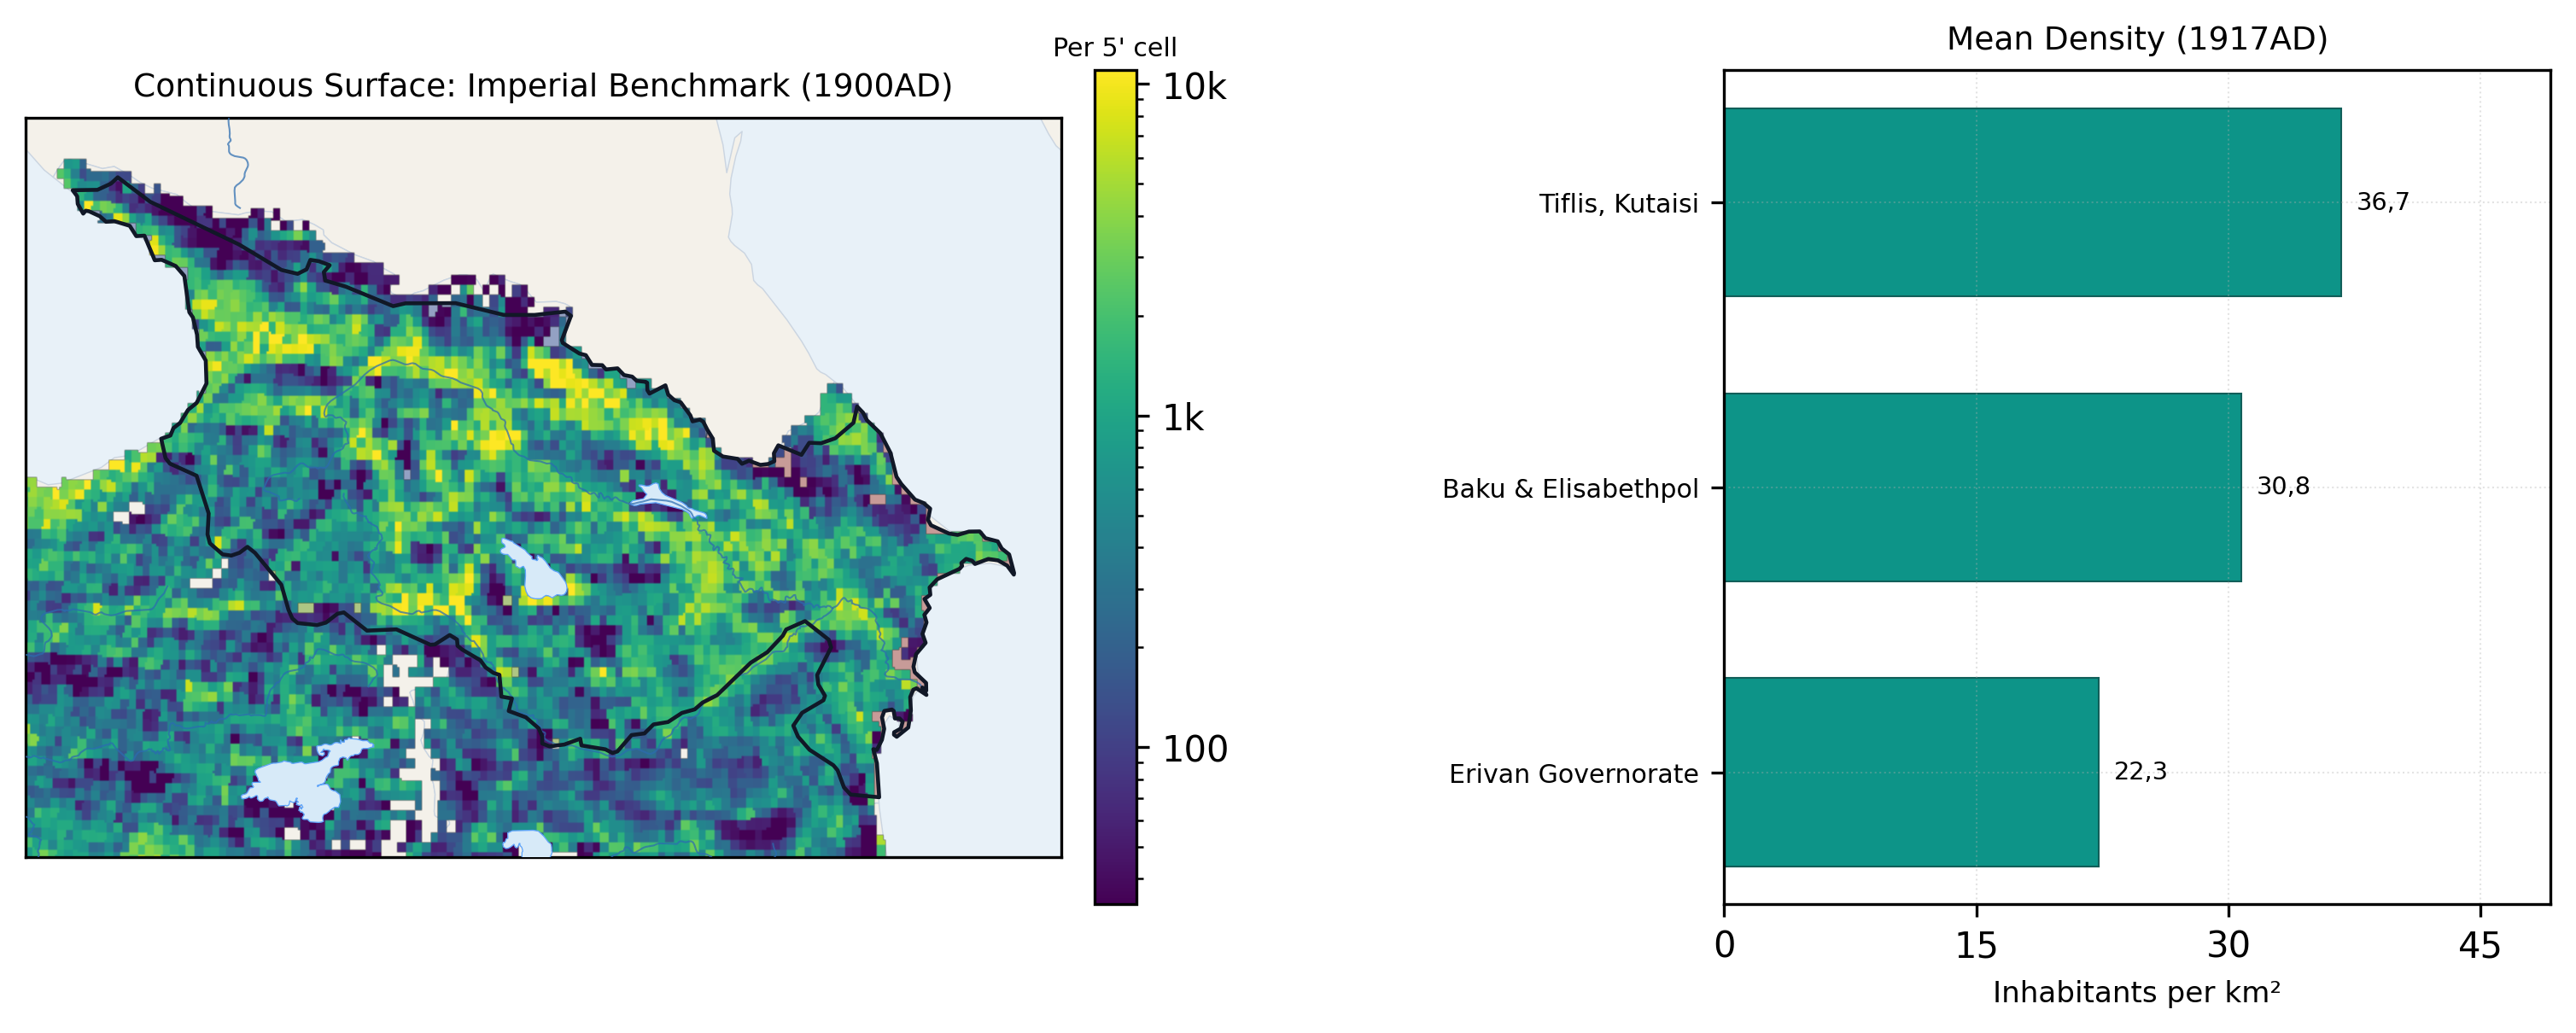 Continuous Surface: Imperial Benchmark (1900AD)
Per 5' cell
10k
1k
100
Mean Density (1917AD)
Tiflis, Kutaisi
36,7
Baku & Elisabethpol
30,8
Erivan Governorate
22,3
0 15 30 45
Inhabitants per km²